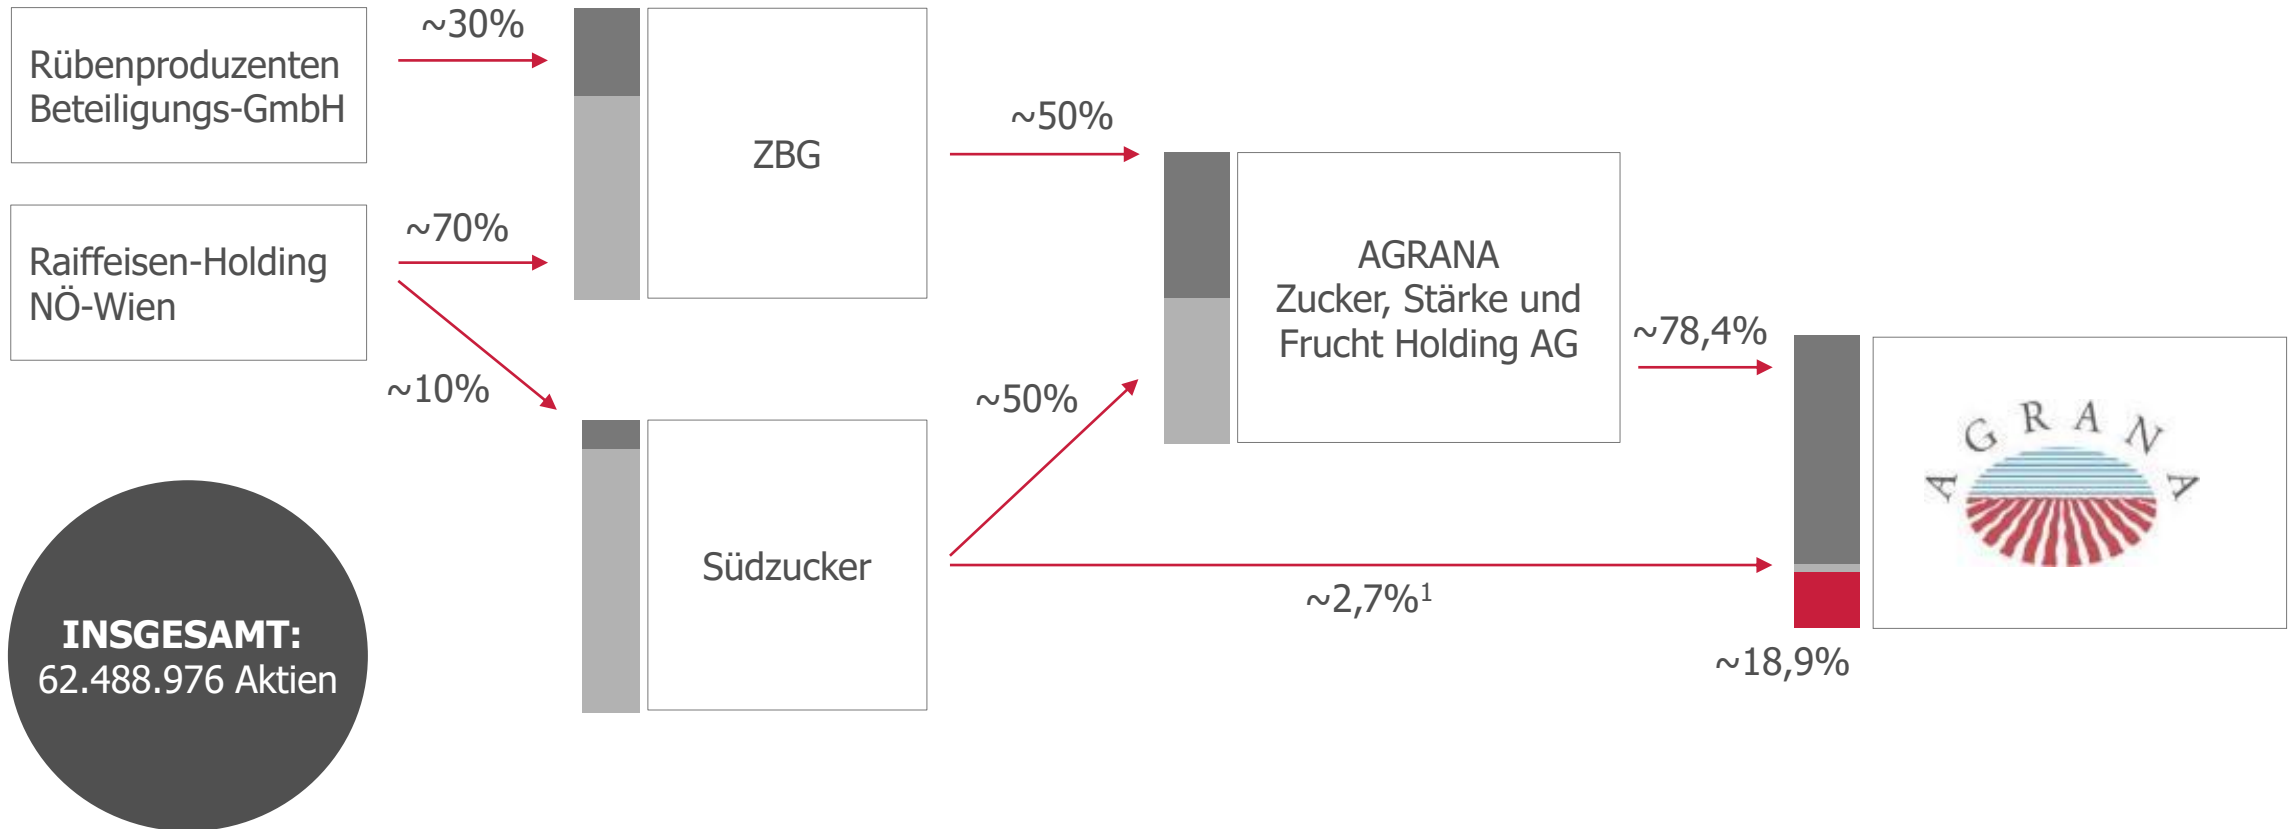 Rübenproduzenten
Beteiligungs-GmbH
~30%
ZBG
~50%
Raiffeisen-Holding
NÖ-Wien
~70%
~10%
AGRANA
Zucker, Stärke und
Frucht Holding AG
~78,4%
AGRANA
~50%
Südzucker
~2,7%¹
~18,9%
INSGESAMT:
62.488.976 Aktien